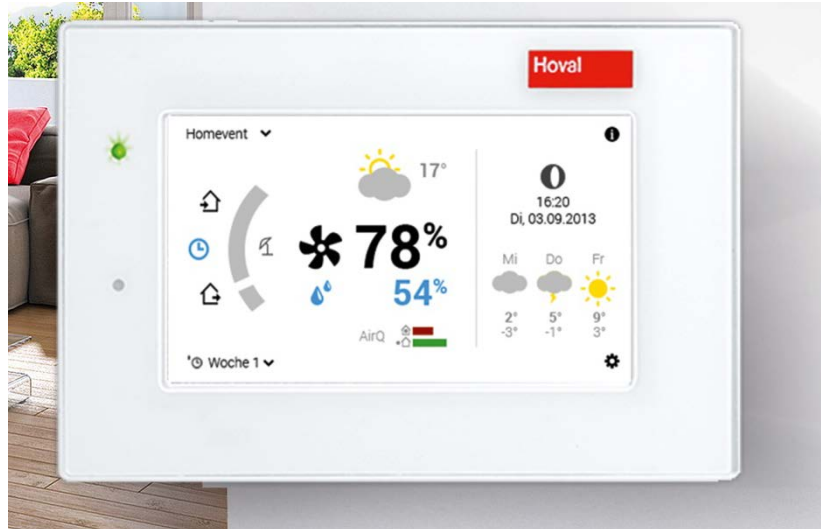 Hoval
Homevent
17°
16:20
Di, 03.09.2013
78%
54%
Mi Do Fr
2° 5° 9°
-3° -1° 3°
AirQ
Woche 1